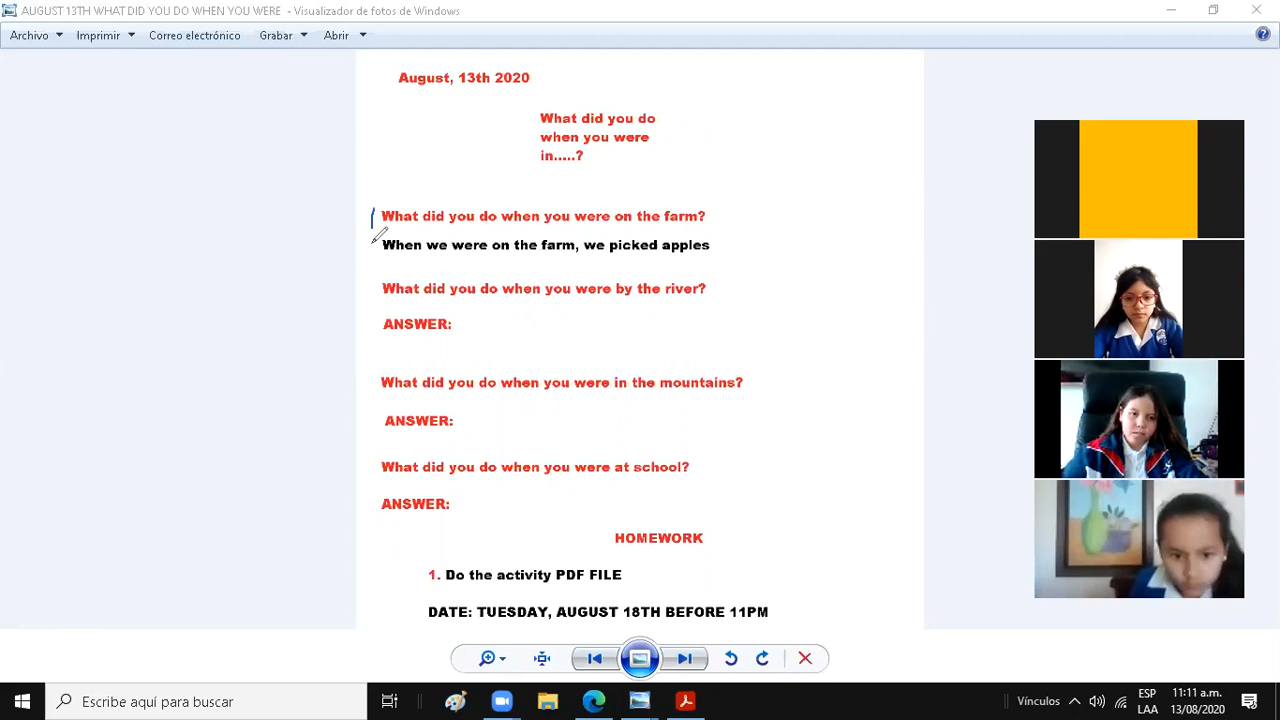 AUGUST 13TH WHAT DID YOU DO WHEN YOU WERE - Visualizador de fotos de Windows
Archivo Imprimir Correo electrónico Grabar Abrir
August, 13th 2020
What did you do
when you were
in.....?
What did you do when you were on the farm?
When we were on the farm, we picked apples
What did you do when you were by the river?
ANSWER:
What did you do when you were in the mountains?
ANSWER:
What did you do when you were at school?
ANSWER:
HOMEWORK
1. Do the activity PDF FILE
DATE: TUESDAY, AUGUST 18TH BEFORE 11PM
Escribe aquí para buscar
Vínculos
ESP
LAA
11:11 a.m.
13/08/2020